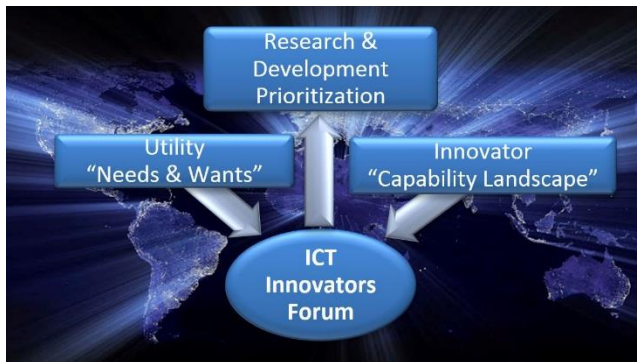 Research &
Development
Prioritization
Utility
“Needs & Wants”
Innovator
“Capability Landscape”
ICT
Innovators
Forum